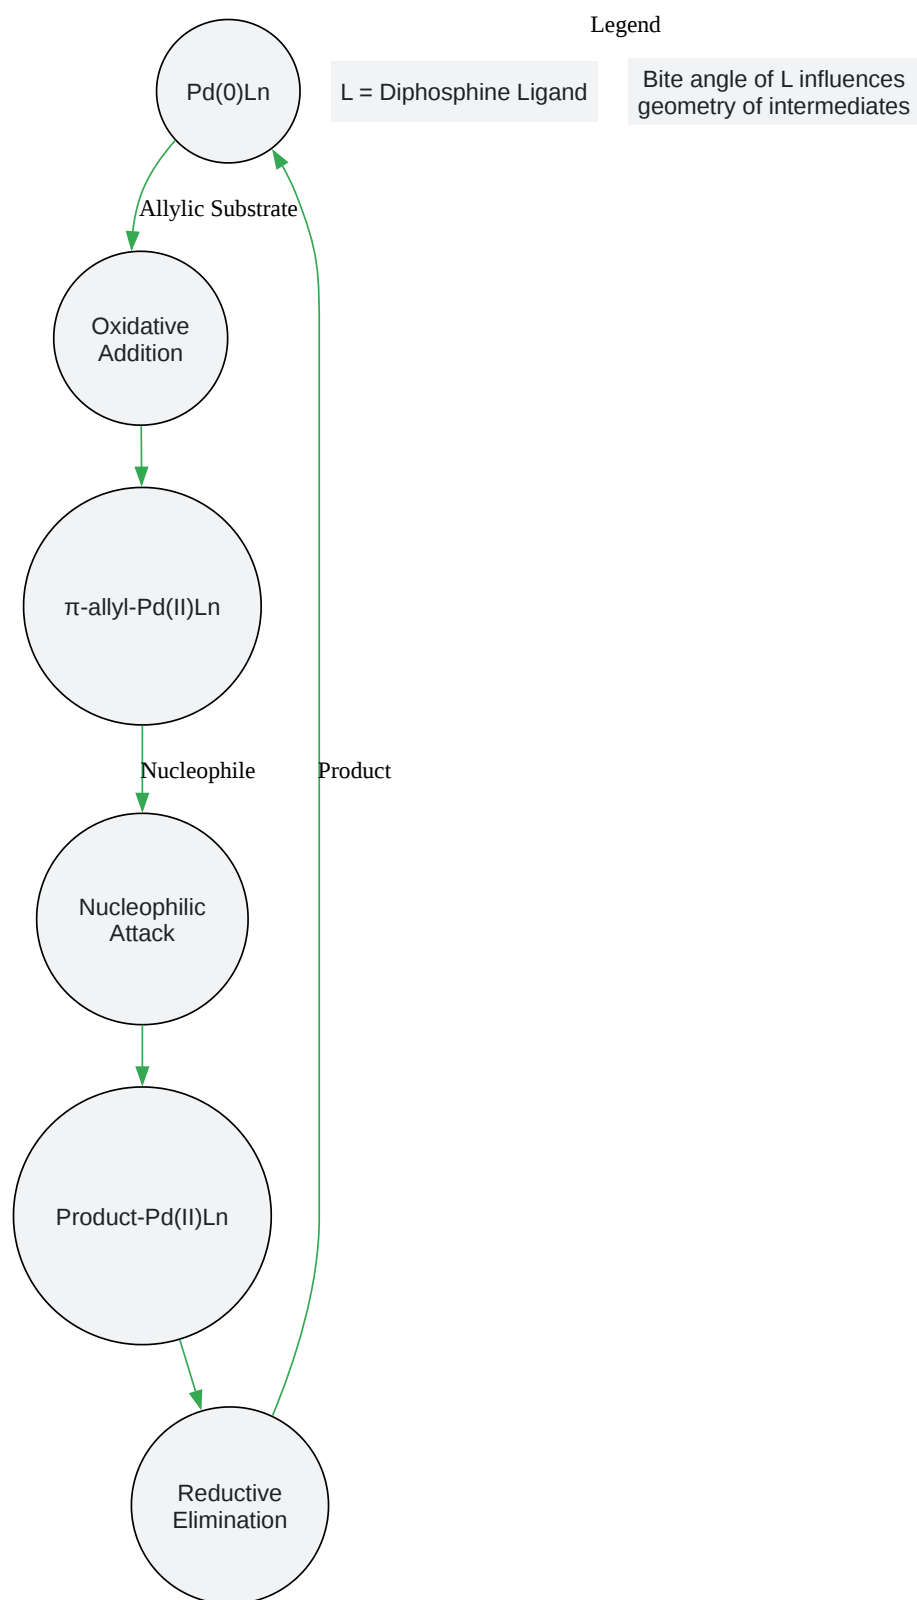 Legend
Pd(0)Ln
L = Diphosphine Ligand
Bite angle of L influences
geometry of intermediates
Allylic Substrate
Oxidative
Addition
π-allyl-Pd(II)Ln
Nucleophile
Product
Nucleophilic
Attack
Product-Pd(II)Ln
Reductive
Elimination